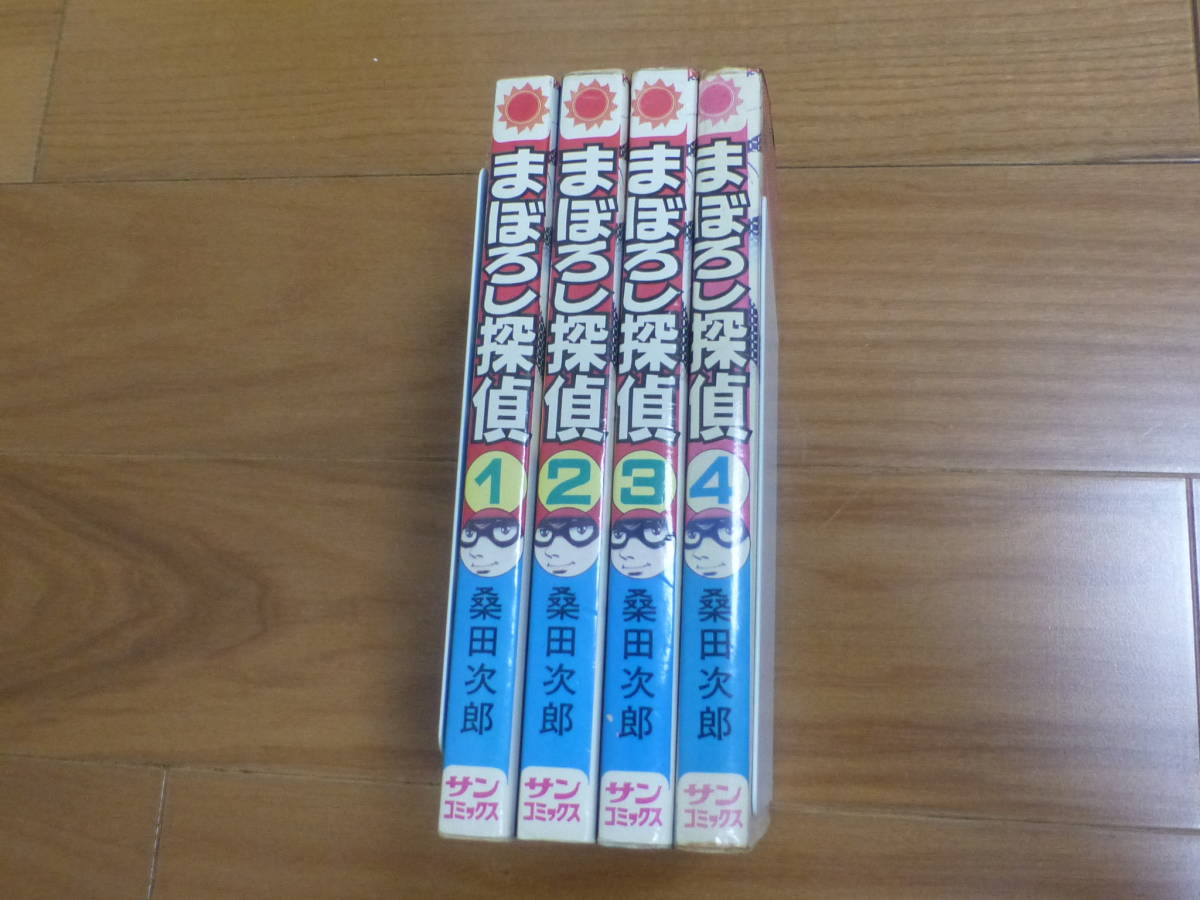 まぼろし探偵
1
桑田次郎
サン
コミックス
まぼろし探偵
2
桑田次郎
サン
コミックス
まぼろし探偵
3
桑田次郎
サン
コミックス
まぼろし探偵
4
桑田次郎
サン
コミックス